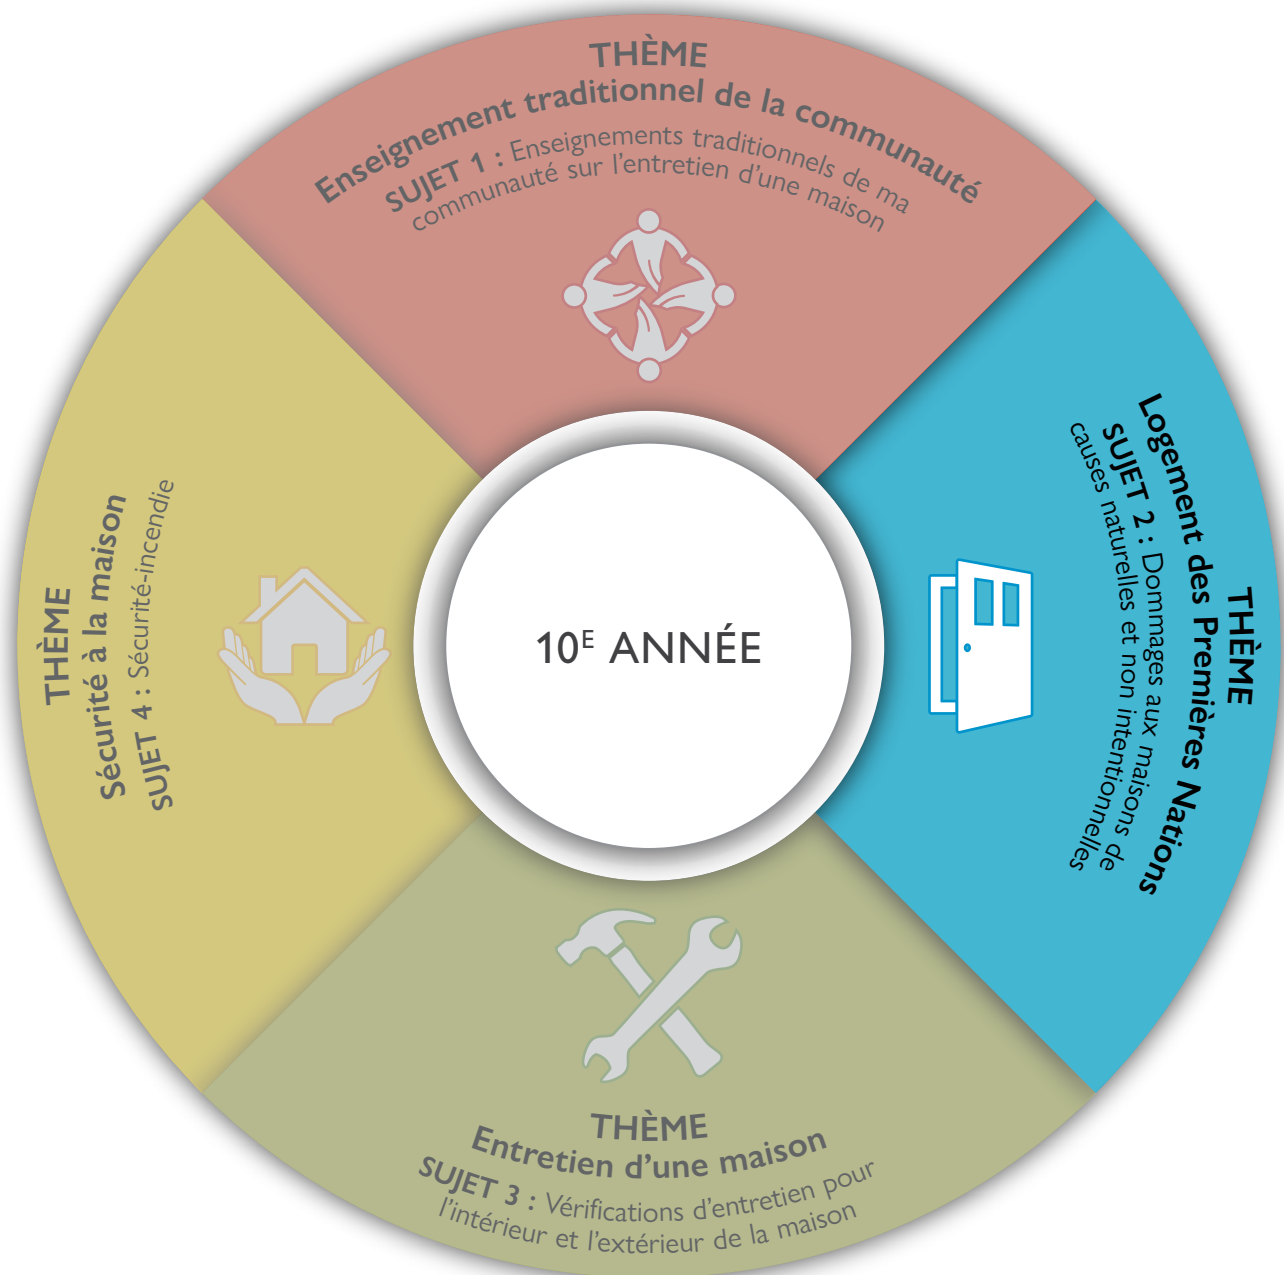 THÈME
Enseignement traditionnel de la communauté
SUJET 1 : Enseignements traditionnels de ma
communauté sur l'entretien d'une maison
THÈME
Logement des Premières Nations
SUJET 2 : Dommages aux maisons de
causes naturelles et non intentionnelles
THÈME
Entretien d'une maison
SUJET 3 : Vérifications d'entretien pour
l'intérieur et l'extérieur de la maison
THÈME
Sécurité à la maison
SUJET 4 : Sécurité-incendie
10E ANNÉE